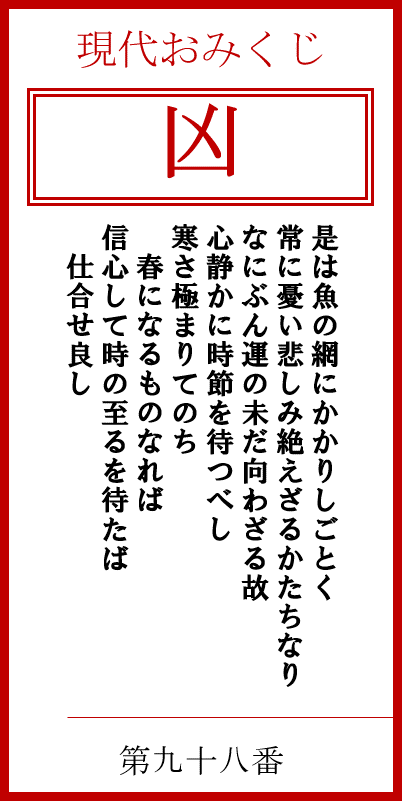 現代おみくじ
凶
是は魚の網にかかりしごとく
常に憂い悲しみ絶えざるかたちなり
なにぶん運の未だ向わざる故
心静かに時節を待つべし
寒さ極まりてのち
春になるものなれば
信心して時の至るを待たば
仕合せ良し
第九十八番